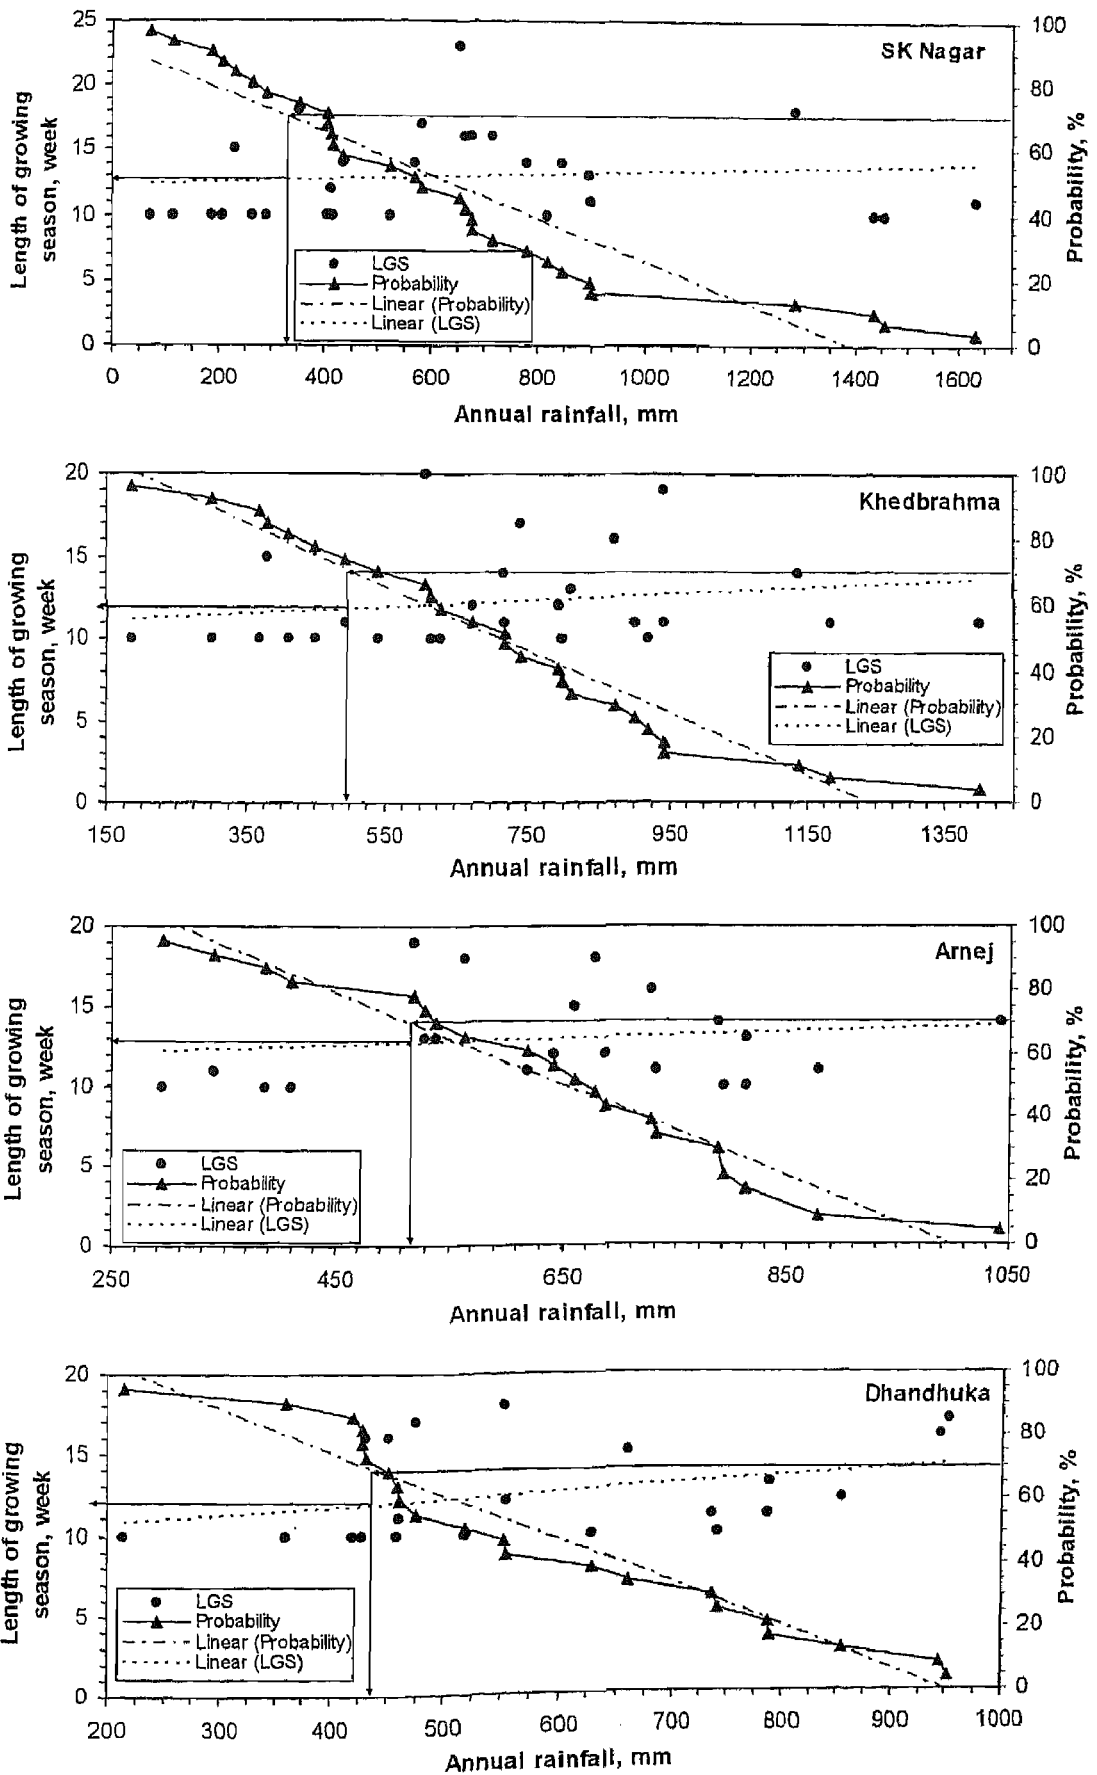 SK Nagar
Length of growing
season, week
25
20
15
10
5
0
100
80
60
40
20
0
Probability, %
LGS
Probability
Linear (Probability)
Linear (LGS)
0 200 400 600 800 1000 1200 1400 1600
Annual rainfall, mm
Khedbrahma
Length of growing
season, week
20
15
10
5
0
100
80
60
40
20
0
Probability, %
LGS
Probability
Linear (Probability)
Linear (LGS)
150 350 550 750 950 1150 1350
Annual rainfall, mm
Arnej
Length of growing
season, week
20
15
10
5
0
100
80
60
40
20
0
Probability, %
LGS
Probability
Linear (Probability)
Linear (LGS)
250 450 650 850 1050
Annual rainfall, mm
Dhandhuka
Length of growing
season, week
20
15
10
5
0
100
80
60
40
20
0
Probability, %
LGS
Probability
Linear (Probability)
Linear (LGS)
200 300 400 500 600 700 800 900 1000
Annual rainfall, mm